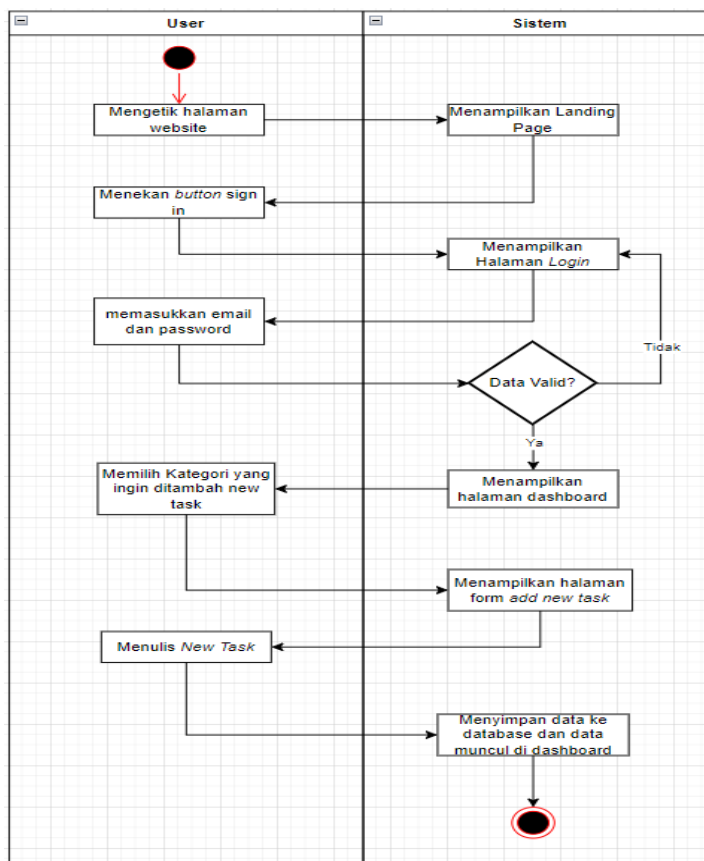 User
Sistem
Mengetik halaman
website
Menampilkan Landing
Page
Menekan button sign
in
Menampilkan
Halaman Login
memasukkan email
dan password
Tidak
Data Valid?
Ya
Memilih Kategori yang
ingin ditambah new
task
Menampilkan
halaman dashboard
Menampilkan halaman
form add new task
Menulis New Task
Menyimpan data ke
database dan data
muncul di dashboard